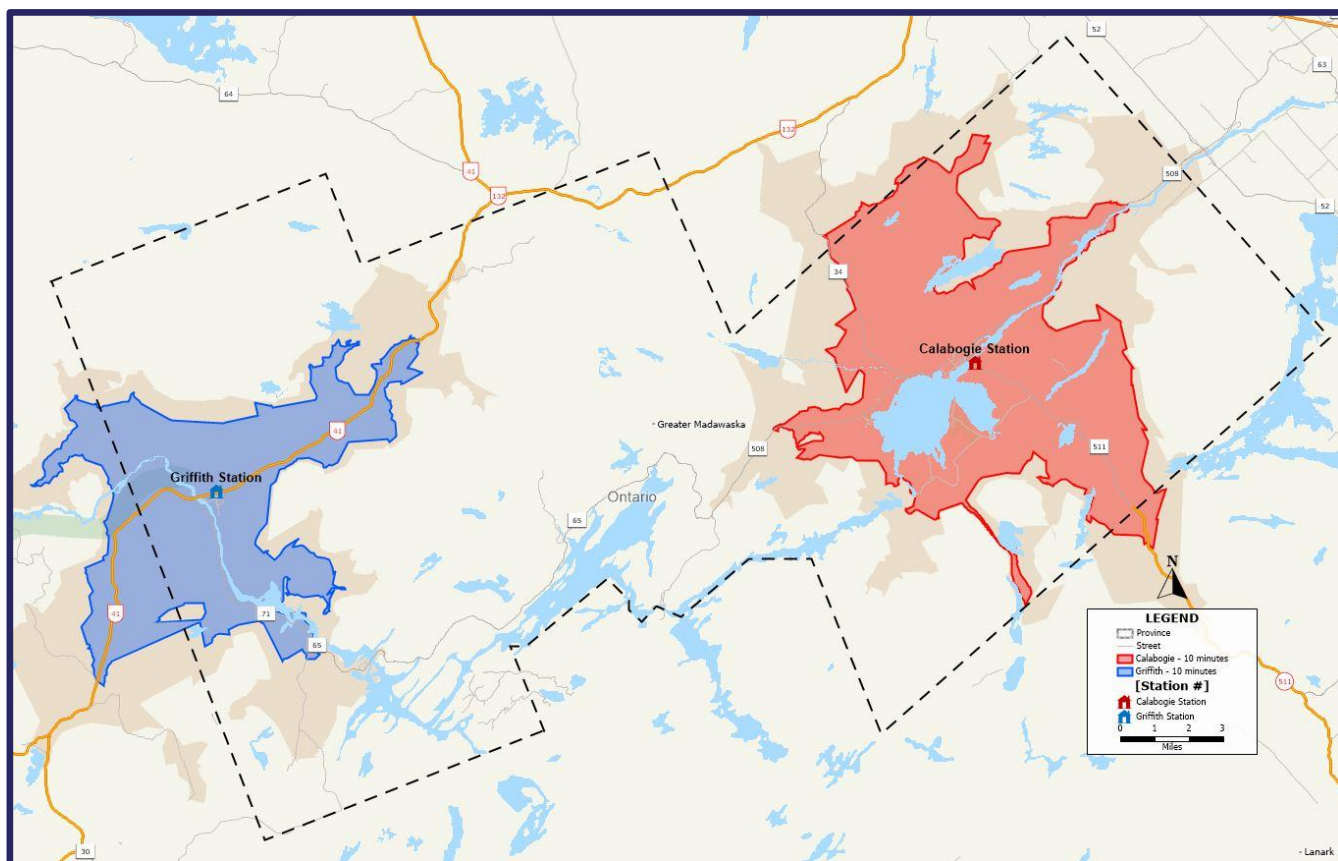 52
63
64
132
41
508
132
52
34
Calabogie Station
41
Greater Madawaska
508
511
Griffith Station
Ontario
65
N
41
71
65
LEGEND
Province
Street
Calabogie - 10 minutes
Griffith - 10 minutes
[Station #]
Calabogie Station
Griffith Station
0 1 2 3
Miles
511
30
Lanark